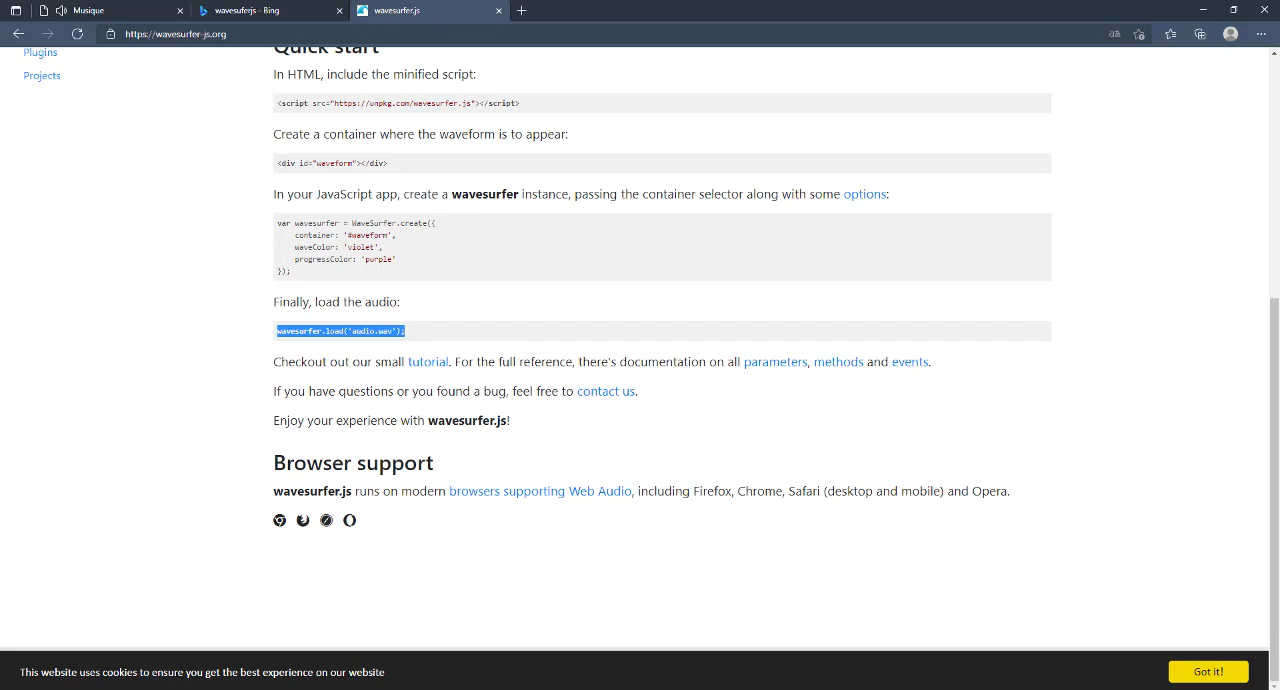 Musique
wavesuferjs - Bing
wavesurfer.js
https://wavesurfer-js.org
Plugins
Projects
Quick start
In HTML, include the minified script:
<script src="https://unpkg.com/wavesurfer.js"></script>
Create a container where the waveform is to appear:
<div id="waveform"></div>
In your JavaScript app, create a wavesurfer instance, passing the container selector along with some options:
var wavesurfer = WaveSurfer.create({
    container: '#waveform',
    waveColor: 'violet',
    progressColor: 'purple'
});
Finally, load the audio:
wavesurfer.load('audio.wav');
Checkout out our small tutorial. For the full reference, there's documentation on all parameters, methods and events.
If you have questions or you found a bug, feel free to contact us.
Enjoy your experience with wavesurfer.js!
Browser support
wavesurfer.js runs on modern browsers supporting Web Audio, including Firefox, Chrome, Safari (desktop and mobile) and Opera.
This website uses cookies to ensure you get the best experience on our website
Got it!